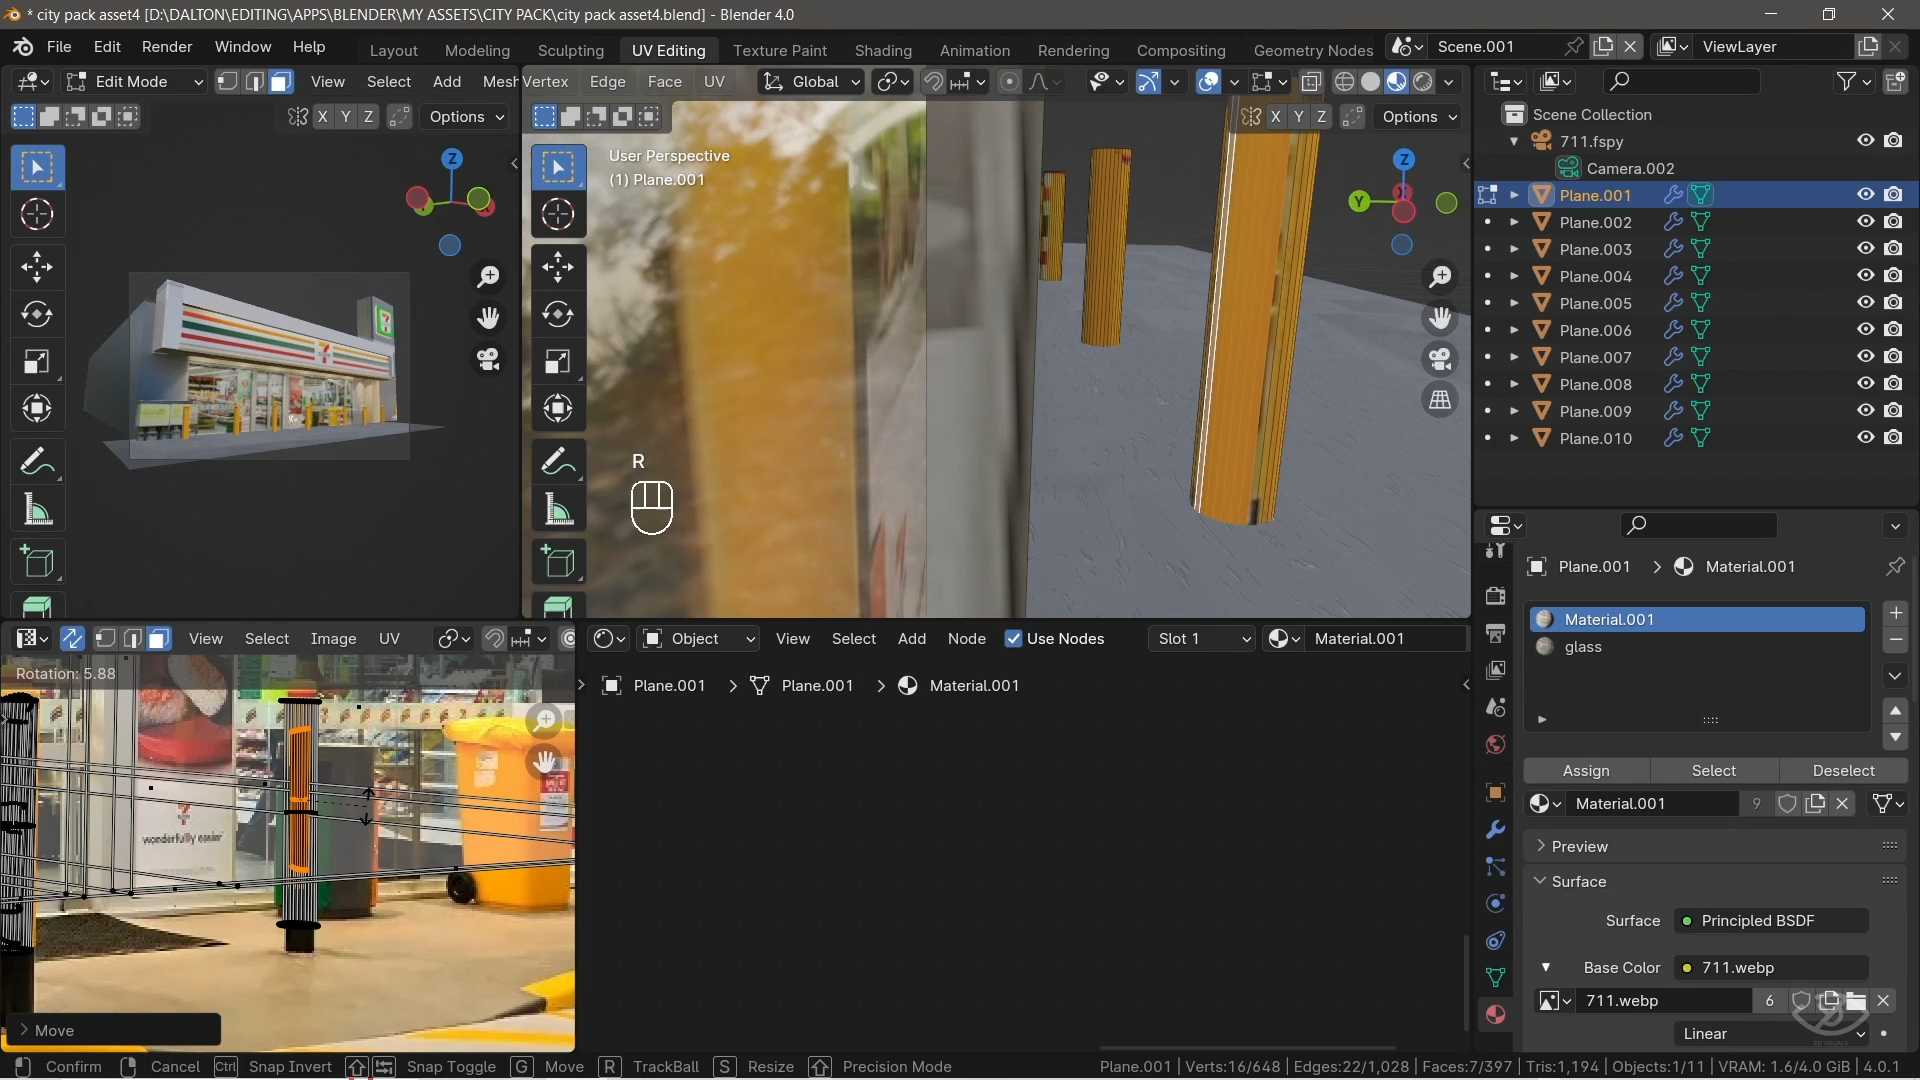 * city pack asset4 [D:\DALTON\EDITING\APPS\BLENDER\MY ASSETS\CITY PACK\city pack asset4.blend] - Blender 4.0
File Edit Render Window Help Layout Modeling Sculpting UV Editing Texture Paint Shading Animation Rendering Compositing Geometry Nodes Scene.001 ViewLayer
Edit Mode View Select Add Mesh Vertex Edge Face UV Global
X Y Z Options X Y Z Options
Scene Collection
711.fspy
Camera.002
Plane.001
Plane.002
Plane.003
Plane.004
Plane.005
Plane.006
Plane.007
Plane.008
Plane.009
Plane.010
Z
User Perspective
(1) Plane.001
Z
Y
R
Plane.001 > Material.001
Material.001
glass
Assign Select Deselect
Material.001 9
Preview
Surface
Surface Principled BSDF
Base Color 711.webp
711.webp 6
Linear
View Select Image UV
Rotation: 5.88
wonderfully easier
Move
Object View Select Add Node Use Nodes Slot 1 Material.001
Plane.001 > Plane.001 > Material.001
Confirm Cancel Ctrl Snap Invert Snap Toggle G Move R TrackBall S Resize Precision Mode
Plane.001 | Verts:16/648 | Edges:22/1,028 | Faces:7/397 | Tris:1,194 | Objects:1/11 | VRAM: 1.6/4.0 GiB | 4.0.1